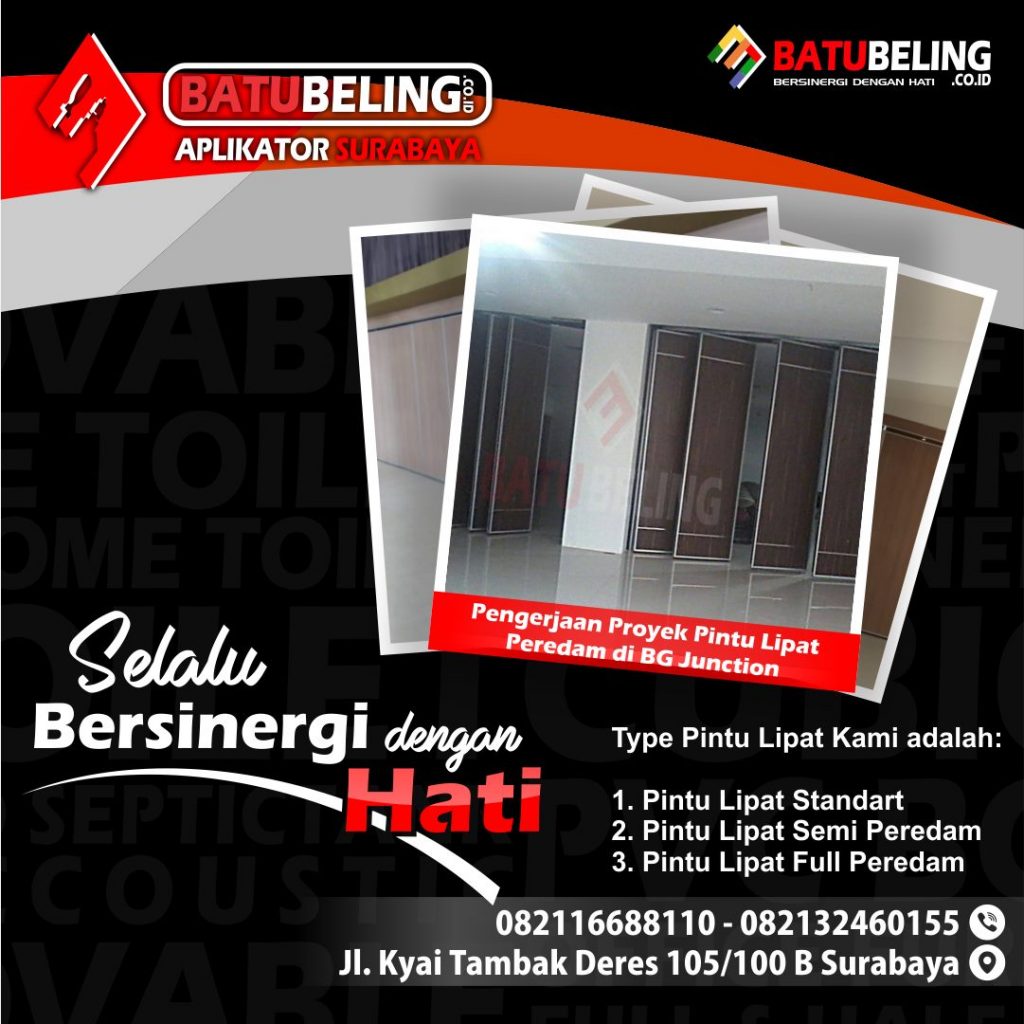 BATUBELING.CO.ID
APLIKATOR SURABAYA
BATUBELING
BERSINERGI DENGAN HATI .CO.ID
BATUBELING
Pengerjaan Proyek Pintu Lipat
Peredam di BG Junction
Selalu
Bersinergi dengan
Hati
Type Pintu Lipat Kami adalah:
1. Pintu Lipat Standart
2. Pintu Lipat Semi Peredam
3. Pintu Lipat Full Peredam
082116688110 - 082132460155
Jl. Kyai Tambak Deres 105/100 B Surabaya